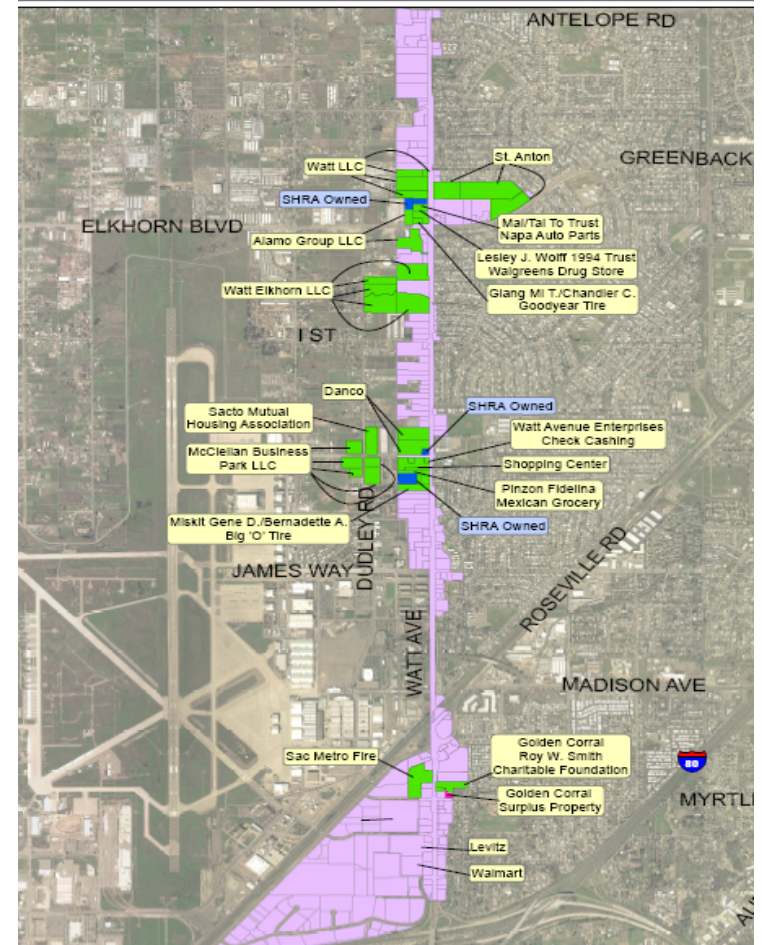 ANTELOPE RD
St. Anton
GREENBACK
Watt LLC
SHRA Owned
ELKHORN BLVD
Mai/Tai To Trust
Napa Auto Parts
Alamo Group LLC
Lesley J. Wolff 1994 Trust
Walgreens Drug Store
Watt Elkhorn LLC
Giang Mi T./Chandler C.
Goodyear Tire
I ST
Danco
SHRA Owned
Sacto Mutual
Housing Association
Watt Avenue Enterprises
Check Cashing
McClellan Business
Park LLC
Shopping Center
Pinzon Fidelina
Mexican Grocery
Miskit Gene D./Bernadette A.
Big 'O' Tire
SHRA Owned
DUDLEY RD
JAMES WAY
ROSEVILLE RD
WATT AVE
MADISON AVE
Sac Metro Fire
Golden Corral
Roy W. Smith
Charitable Foundation
80
Golden Corral
Surplus Property
MYRTL
Levitz
Walmart
AU